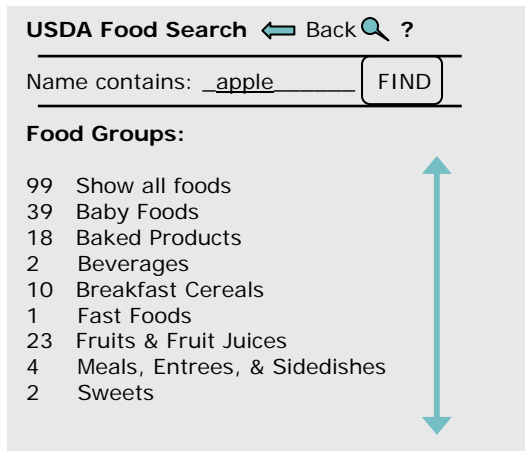 USDA Food Search Back ?
Name contains: _apple______ FIND
Food Groups:
99 Show all foods
39 Baby Foods
18 Baked Products
2 Beverages
10 Breakfast Cereals
1 Fast Foods
23 Fruits & Fruit Juices
4 Meals, Entrees, & Sidedishes
2 Sweets